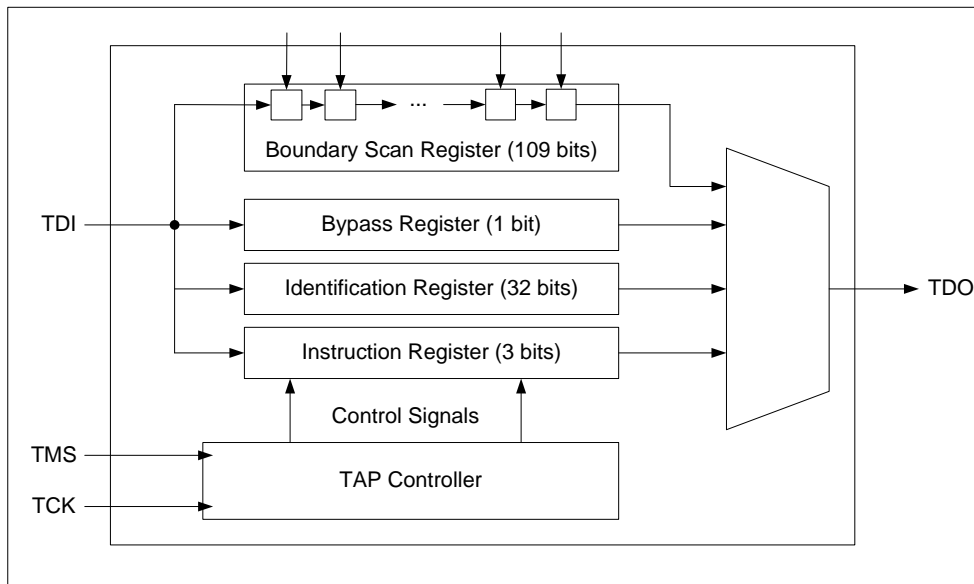 ...
Boundary Scan Register (109 bits)
TDI
Bypass Register (1 bit)
Identification Register (32 bits)
TDO
Instruction Register (3 bits)
Control Signals
TMS
TAP Controller
TCK